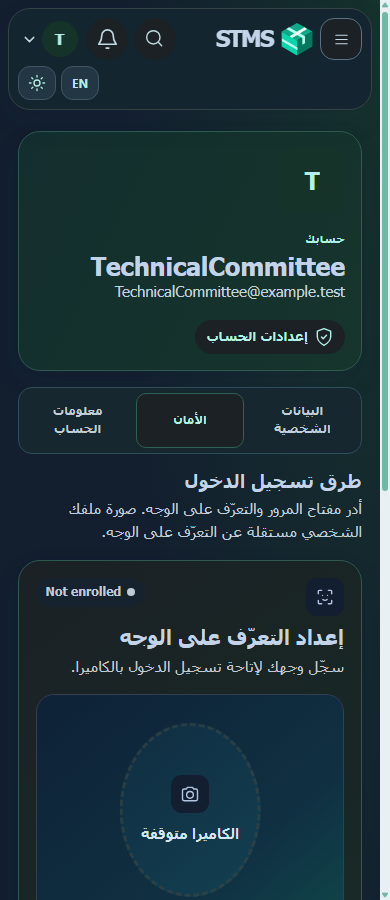 STMS
T
EN
T
حسابك
TechnicalCommittee
TechnicalCommittee@example.test
إعدادات الحساب
البيانات الشخصية
الأمان
معلومات الحساب
طرق تسجيل الدخول
أدر مفتاح المرور والتعرّف على الوجه. صورة ملفك
الشخصي مستقلة عن التعرّف على الوجه.
Not enrolled
إعداد التعرّف على الوجه
سجّل وجهك لإتاحة تسجيل الدخول بالكاميرا.
الكاميرا متوقفة